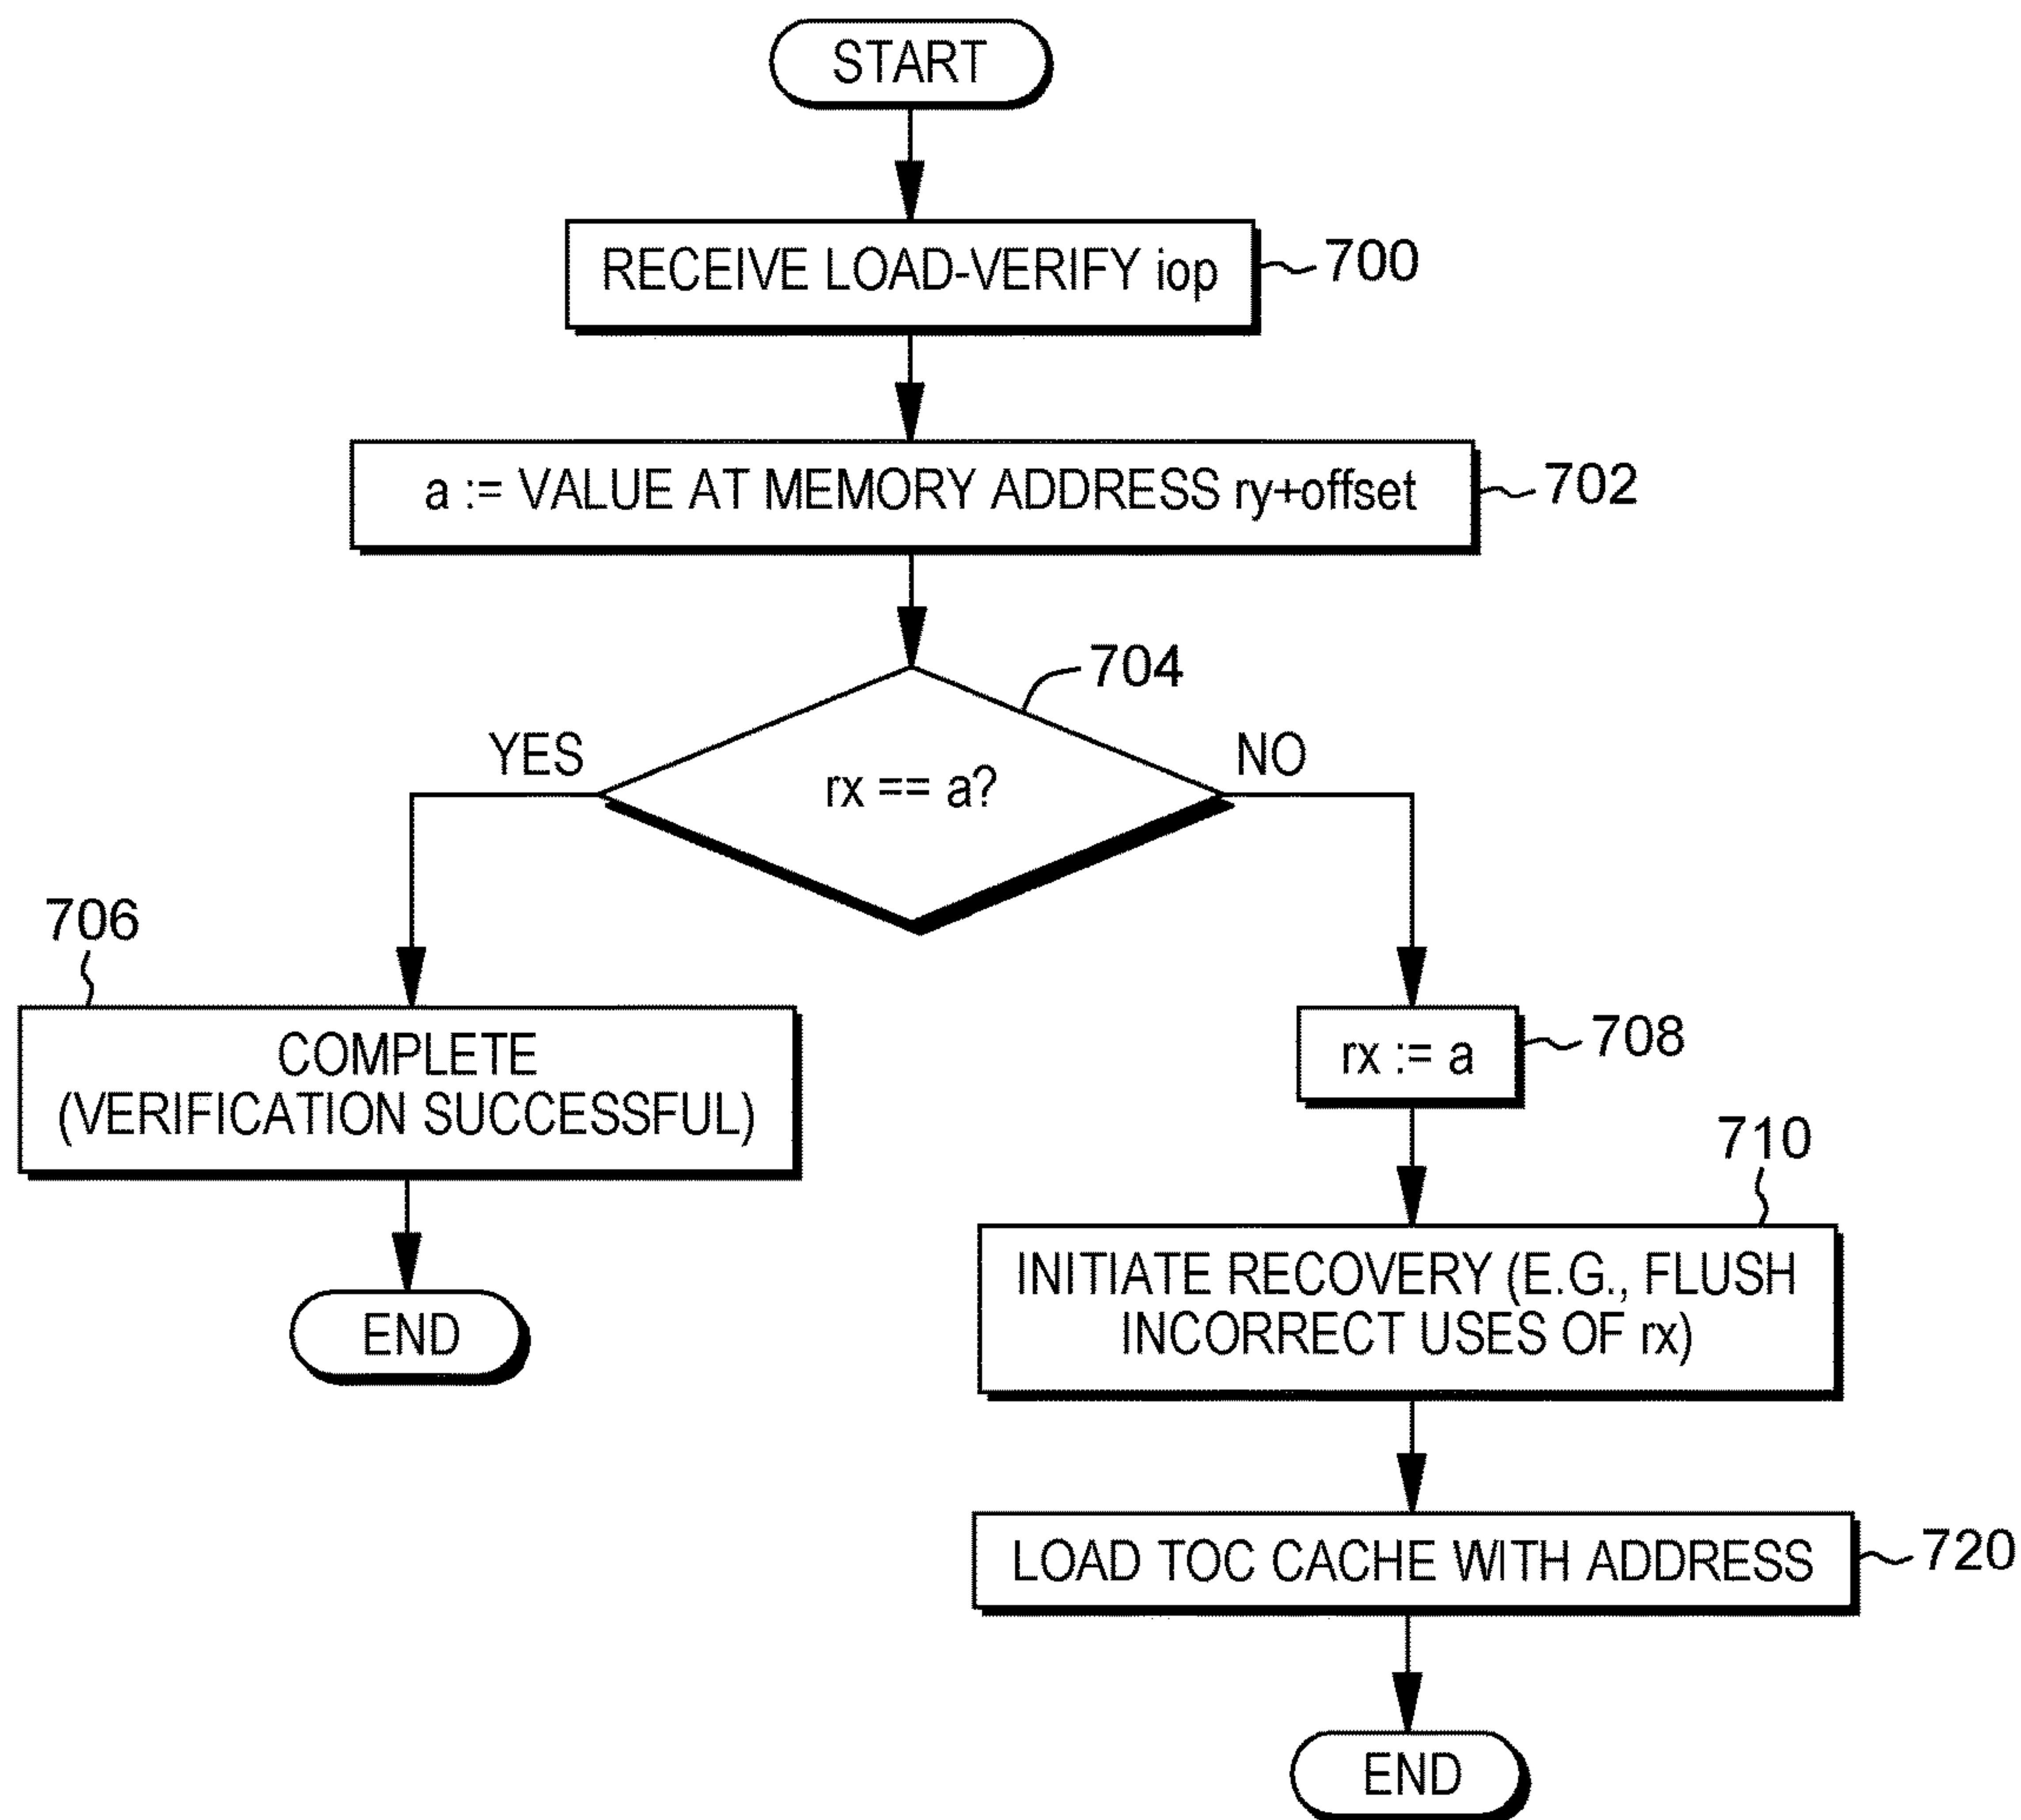 START
RECEIVE LOAD-VERIFY iop
700
a := VALUE AT MEMORY ADDRESS ry+offset
702
704
YES
rx == a?
NO
706
COMPLETE
(VERIFICATION SUCCESSFUL)
END
rx := a
708
710
INITIATE RECOVERY (E.G., FLUSH
INCORRECT USES OF rx)
LOAD TOC CACHE WITH ADDRESS
720
END